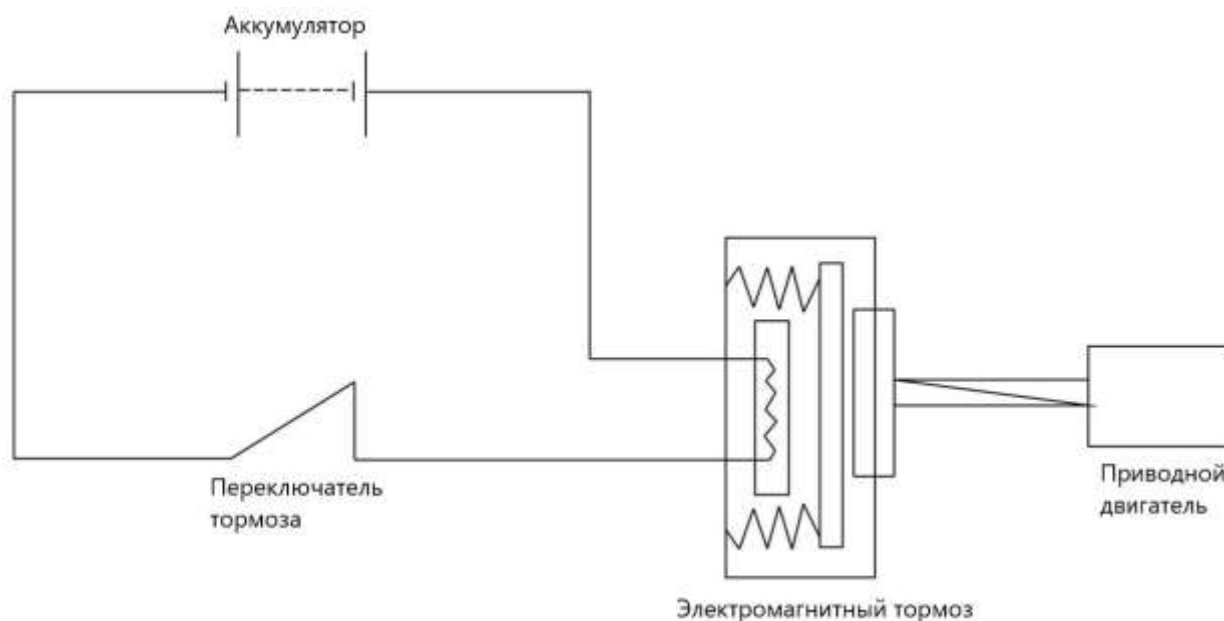 Аккумулятор
Переключатель
тормоза
Приводной
двигатель
Электромагнитный тормоз